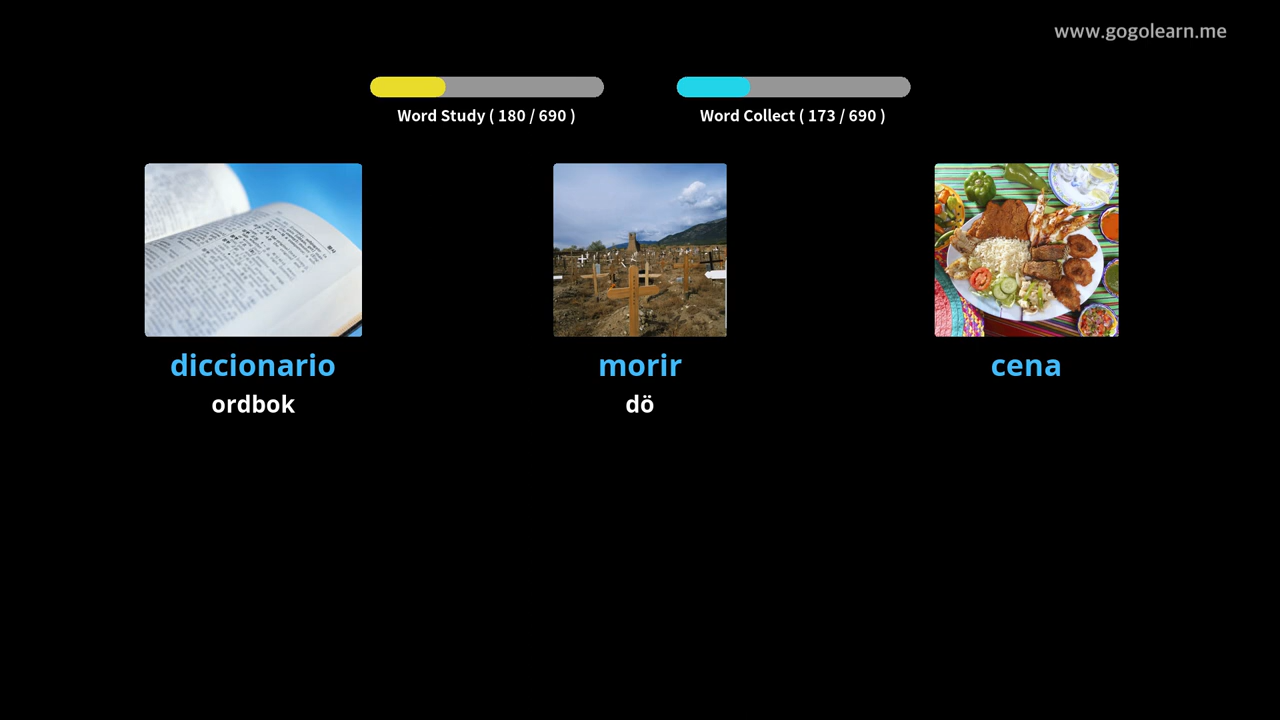 www.gogolearn.me
Word Study ( 180 / 690 )
Word Collect ( 173 / 690 )
diccionario
morir
cena
ordbok
dö